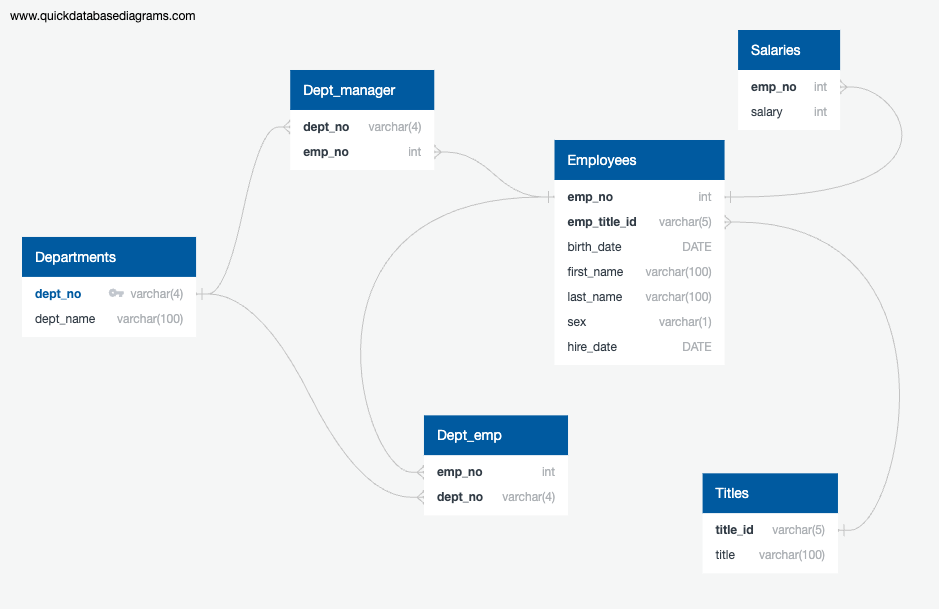 www.quickdatabasediagrams.com
Salaries
emp_no int
salary int
Dept_manager
dept_no varchar(4)
emp_no int
Employees
emp_no int
emp_title_id varchar(5)
birth_date DATE
first_name varchar(100)
last_name varchar(100)
sex varchar(1)
hire_date DATE
Departments
dept_no varchar(4)
dept_name varchar(100)
Dept_emp
emp_no int
dept_no varchar(4)
Titles
title_id varchar(5)
title varchar(100)